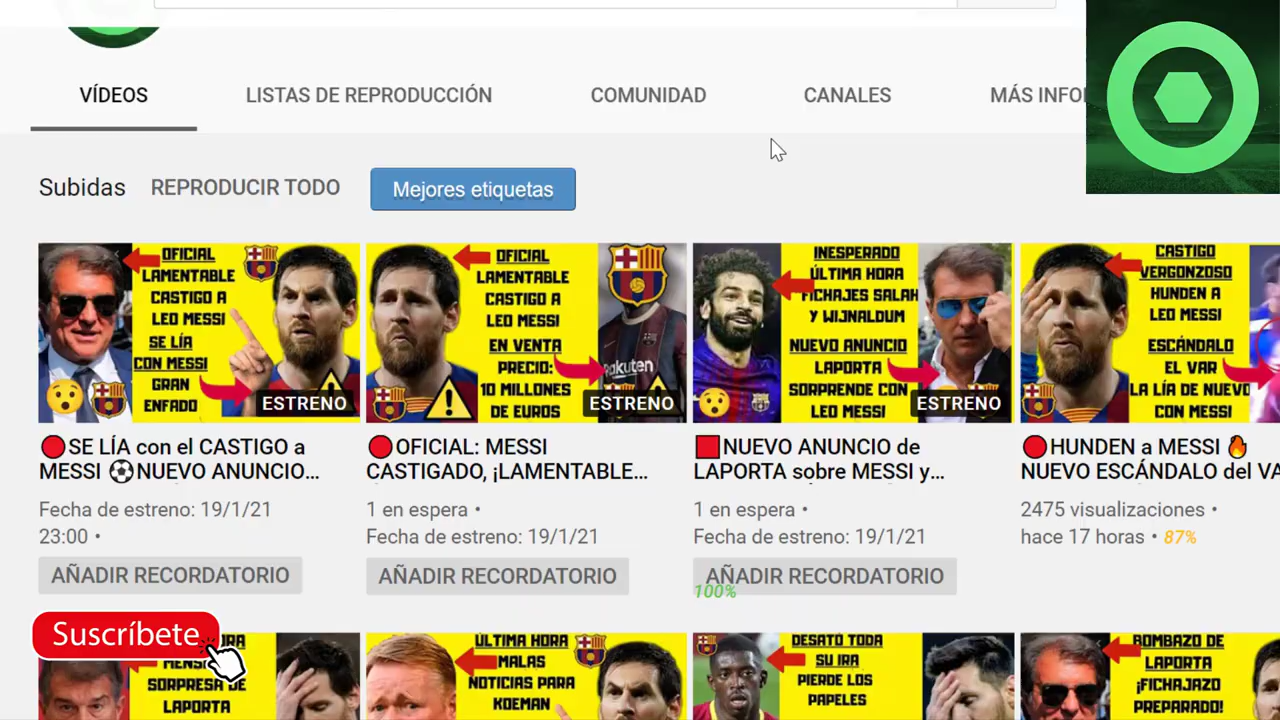 VÍDEOS LISTAS DE REPRODUCCIÓN COMUNIDAD CANALES MÁS INFO
Subidas REPRODUCIR TODO Mejores etiquetas
OFICIAL
LAMENTABLE
CASTIGO A
LEO MESSI
SE LÍA
CON MESSI
GRAN
ENFADO
ESTRENO
OFICIAL
LAMENTABLE
CASTIGO A
LEO MESSI
EN VENTA
PRECIO:
10 MILLONES
DE EUROS
Rakuten
ESTRENO
INESPERADO
ÚLTIMA HORA
FICHAJES SALAH
Y WIJNALDUM
NUEVO ANUNCIO
LAPORTA
SORPRENDE CON
LEO MESSI
ESTRENO
CASTIGO
VERGONZOSO
HUNDEN A
LEO MESSI
ESCÁNDALO
EL VAR
LA LÍA DE NUEVO
CON MESSI
🔴SE LÍA con el CASTIGO a
MESSI ⚽NUEVO ANUNCIO...
Fecha de estreno: 19/1/21
23:00 •
AÑADIR RECORDATORIO
🔴OFICIAL: MESSI
CASTIGADO, ¡LAMENTABLE...
1 en espera •
Fecha de estreno: 19/1/21
AÑADIR RECORDATORIO
🟥NUEVO ANUNCIO de
LAPORTA sobre MESSI y...
1 en espera •
Fecha de estreno: 19/1/21
AÑADIR RECORDATORIO
100%
🔴HUNDEN a MESSI 🔥
NUEVO ESCÁNDALO del VA
2475 visualizaciones •
hace 17 horas • 87%
Suscríbete
SORPRESA DE
LAPORTA
ÚLTIMA HORA
MALAS
NOTICIAS PARA
KOEMAN
DESATÓ TODA
SU IRA
PIERDE LOS
PAPELES
BOMBAZO DE
LAPORTA
¡FICHAJAZO
PREPARADO!